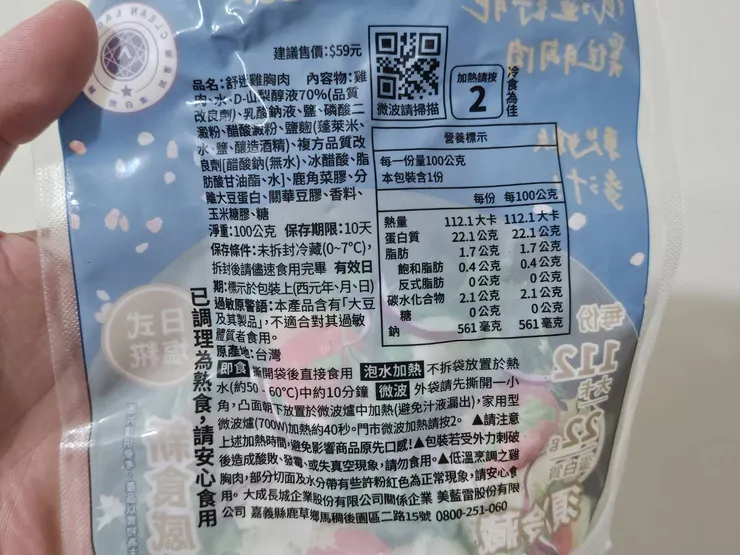 CLEAN LABEL
建議售價:$59元
品名:舒迷雞胸肉 內容物:雞
肉、水、D-山梨醇液70%(品質
改良劑)、乳酸鈉液、鹽、磷酸二
澱粉、醋酸澱粉、鹽麴(蓬萊米、
水、鹽、釀造酒精)、複方品質改
良劑[醋酸鈉(無水)、冰醋酸、脂
肪酸甘油酯、水]、鹿角菜膠、分
離大豆蛋白、關華豆膠、香料、
玉米糖膠、糖
淨重:100公克 保存期限:10天
保存條件:未拆封冷藏(0~7°C),
拆封後請儘速食用完畢 有效日
期:標示於包裝上(西元年、月、日)
過敏原警語:本產品含有「大豆
及其製品」,不適合對其過敏
體質者食用。
原產地:台灣
微波請掃描
加熱請按
2
冷食為佳
營養標示
每一份量100公克
本包裝含1份
每份 每100公克
熱量 112.1大卡 112.1大卡
蛋白質 22.1公克 22.1公克
脂肪 1.7公克 1.7公克
飽和脂肪 0.4公克 0.4公克
反式脂肪 0公克 0公克
碳水化合物 2.1公克 2.1公克
糖 0公克 0公克
鈉 561毫克 561毫克
即食 撕開袋後直接食用 泡水加熱 不拆袋放置於熱
水(約50 - 60°C)中約10分鐘 微波 外袋請先撕開一小
角,凸面朝下放置於微波爐中加熱(避免汁液漏出),家用型
微波爐(700W)加熱約40秒。門市微波加熱請按2。▲請注意
上述加熱時間,避免影響商品原先口感!▲包裝若受外力刺破
後造成酸敗、發霉、或失真空現象,請勿食用。▲低溫烹調之雞
胸肉,部分切面及水分帶有些許粉紅色為正常現象,請安心食
用。大成長城企業股份有限公司關係企業 美藍雷股份有限
公司 嘉義縣鹿草鄉馬稠後園區二路15號 0800-251-060
已調理為熟食,請安心食用
日式
塩糀
每份
112
大卡
22g
蛋白質
須冷藏